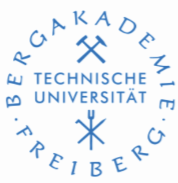 · BERGAKADEMIE ·
TECHNISCHE
UNIVERSITÄT
FREIBERG